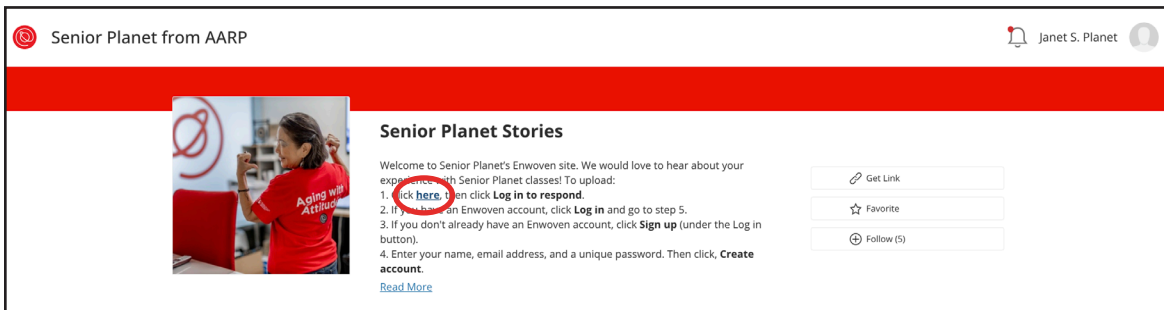 Senior Planet from AARP
Janet S. Planet
Aging with
Attitude
Senior Planet Stories
Welcome to Senior Planet's Enwoven site. We would love to hear about your
experience with Senior Planet classes! To upload:
1. Click here, then click Log in to respond.
2. If you have an Enwoven account, click Log in and go to step 5.
3. If you don't already have an Enwoven account, click Sign up (under the Log in
button).
4. Enter your name, email address, and a unique password. Then click, Create
account.
Read More
Get Link
Favorite
Follow (5)